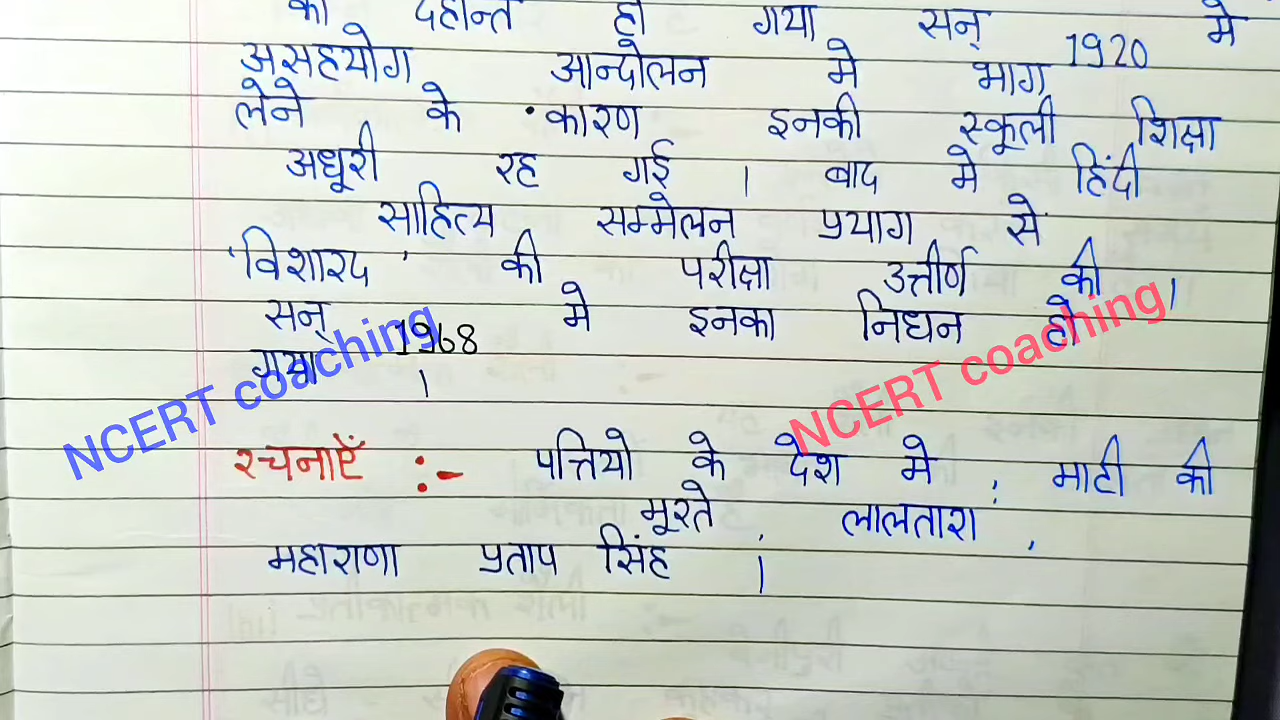 का देहान्त हो गया सन् 1920 मे
असहयोग आन्दोलन मे भाग
लेने के कारण इनकी स्कूली शिक्षा
अधूरी रह गई । बाद मे हिंदी
साहित्य सम्मेलन प्रयाग से
'विशारद' की परीक्षा उत्तीर्ण की ।
सन् 1968 मे इनका निधन हो
गया ।
NCERT coaching
NCERT coaching
रचनाएँ :- पत्तियो के देश मे , माटी की
मूरते , लालतारा ,
महाराणा प्रताप सिंह ।